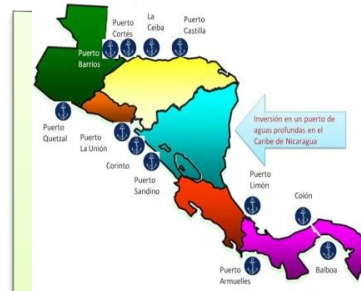 La
Ceiba
Puerto
Castilla
Puerto
Cortés
Puerto
Barrios
Puerto
Quetzal
Puerto
La Unión
Corinto
Puerto
Sandino
Inversión en un puerto de
aguas profundas en el
Caribe de Nicaragua
Puerto
Limón
Colón
Puerto
Armuelles
Balboa